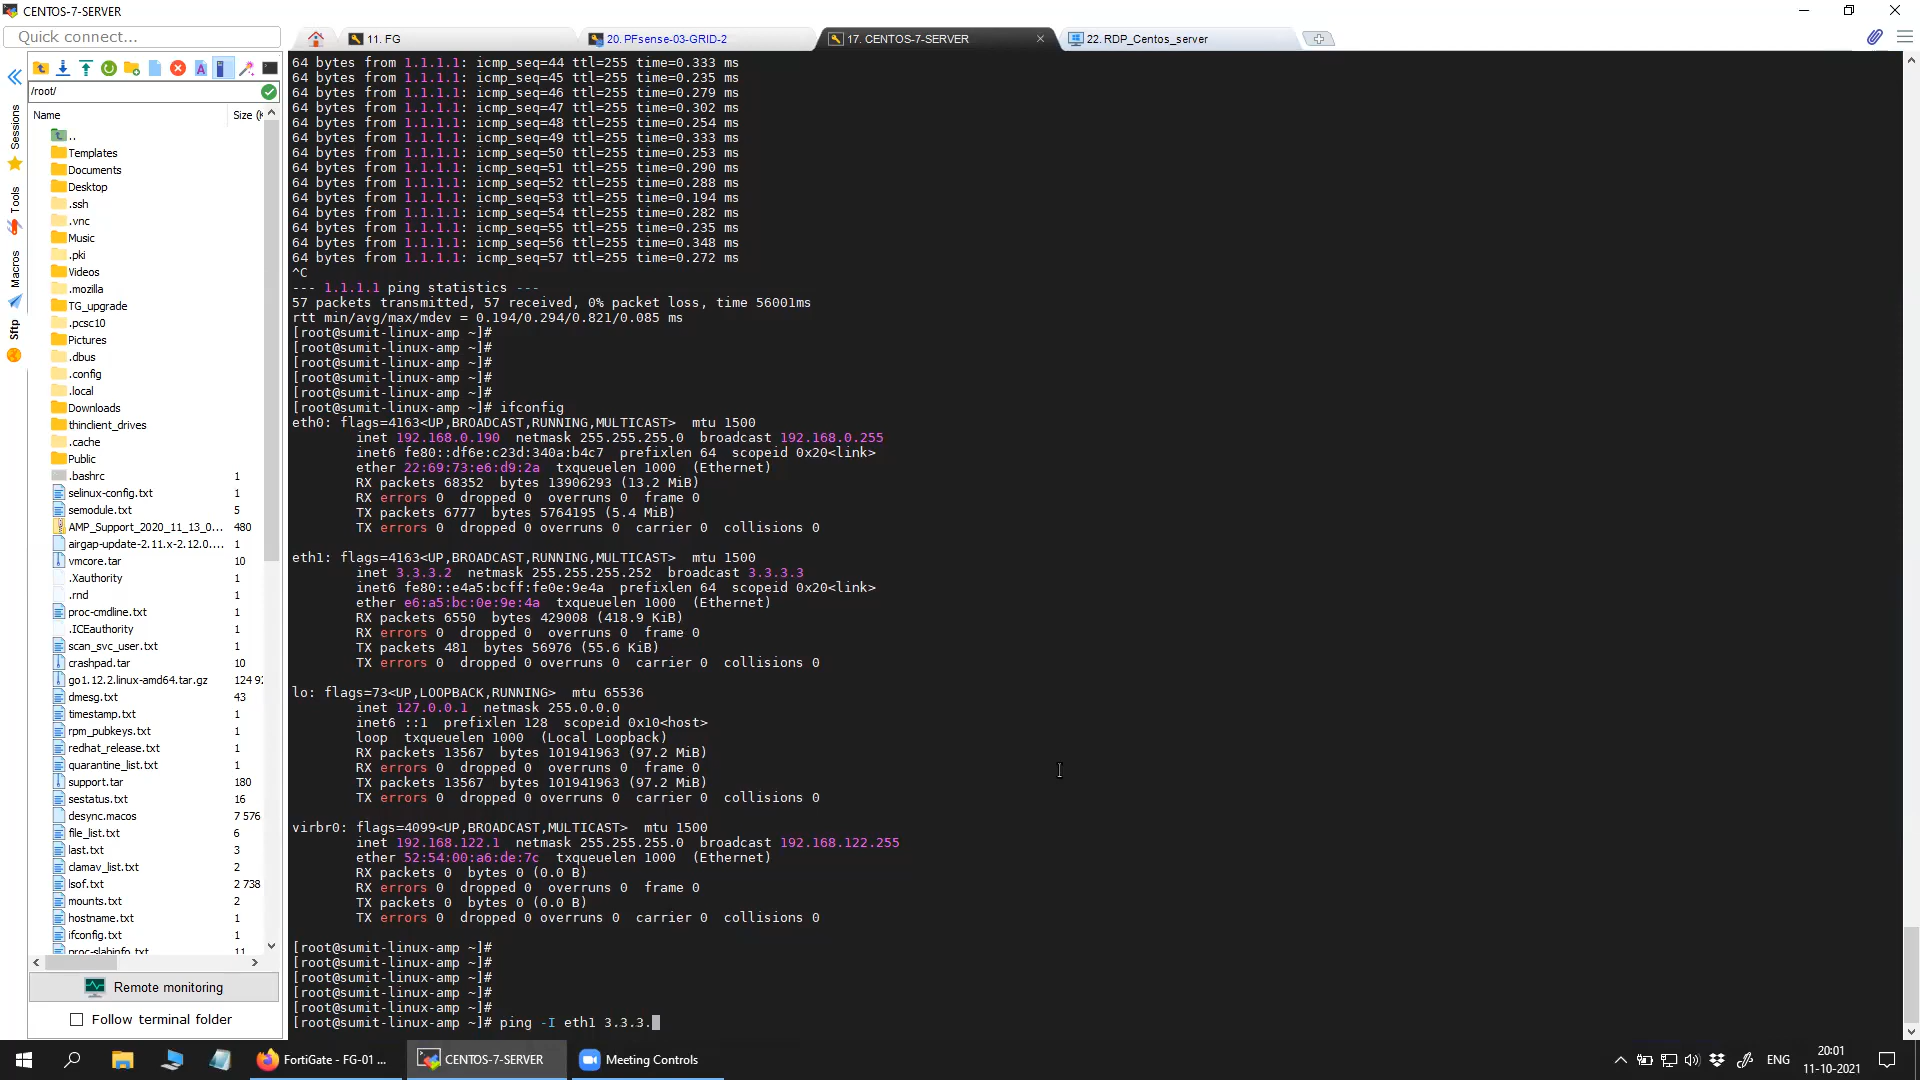 CENTOS-7-SERVER
Quick connect...
11. FG
20. PFsense-03-GRID-2
17. CENTOS-7-SERVER
22. RDP_Centos_server
/root/
Name
Size (K
..
Templates
Documents
Desktop
.ssh
.vnc
Music
.pki
Videos
.mozilla
TG_upgrade
.pcsc10
Pictures
.dbus
.config
.local
Downloads
thinclient_drives
.cache
Public
.bashrc 1
selinux-config.txt 1
semodule.txt 5
AMP_Support_2020_11_13_0... 480
airgap-update-2.11.x-2.12.0.... 1
vmcore.tar 10
.Xauthority 1
.rnd 1
proc-cmdline.txt 1
.ICEauthority 1
scan_svc_user.txt 1
crashpad.tar 10
go1.12.2.linux-amd64.tar.gz 124 92
dmesg.txt 43
timestamp.txt 1
rpm_pubkeys.txt 1
redhat_release.txt 1
quarantine_list.txt 1
support.tar 180
sestatus.txt 16
desync.macos 7 576
file_list.txt 6
last.txt 3
clamav_list.txt 1
lsof.txt 2 738
mounts.txt 2
hostname.txt 1
ifconfig.txt 1
proc-slabinfo.txt 11
Sessions
Tools
Macros
Sftp
Remote monitoring
Follow terminal folder
64 bytes from 1.1.1.1: icmp_seq=44 ttl=255 time=0.333 ms
64 bytes from 1.1.1.1: icmp_seq=45 ttl=255 time=0.235 ms
64 bytes from 1.1.1.1: icmp_seq=46 ttl=255 time=0.279 ms
64 bytes from 1.1.1.1: icmp_seq=47 ttl=255 time=0.302 ms
64 bytes from 1.1.1.1: icmp_seq=48 ttl=255 time=0.254 ms
64 bytes from 1.1.1.1: icmp_seq=49 ttl=255 time=0.333 ms
64 bytes from 1.1.1.1: icmp_seq=50 ttl=255 time=0.253 ms
64 bytes from 1.1.1.1: icmp_seq=51 ttl=255 time=0.290 ms
64 bytes from 1.1.1.1: icmp_seq=52 ttl=255 time=0.288 ms
64 bytes from 1.1.1.1: icmp_seq=53 ttl=255 time=0.194 ms
64 bytes from 1.1.1.1: icmp_seq=54 ttl=255 time=0.282 ms
64 bytes from 1.1.1.1: icmp_seq=55 ttl=255 time=0.235 ms
64 bytes from 1.1.1.1: icmp_seq=56 ttl=255 time=0.348 ms
64 bytes from 1.1.1.1: icmp_seq=57 ttl=255 time=0.272 ms
^C
--- 1.1.1.1 ping statistics ---
57 packets transmitted, 57 received, 0% packet loss, time 56001ms
rtt min/avg/max/mdev = 0.194/0.294/0.821/0.085 ms
[root@sumit-linux-amp ~]#
[root@sumit-linux-amp ~]#
[root@sumit-linux-amp ~]#
[root@sumit-linux-amp ~]#
[root@sumit-linux-amp ~]#
[root@sumit-linux-amp ~]# ifconfig
eth0: flags=4163<UP,BROADCAST,RUNNING,MULTICAST>  mtu 1500
inet 192.168.0.190  netmask 255.255.255.0  broadcast 192.168.0.255
inet6 fe80::df6e:c23d:340a:b4c7  prefixlen 64  scopeid 0x20<link>
ether 22:69:73:e6:d9:2a  txqueuelen 1000  (Ethernet)
RX packets 68352  bytes 13906293 (13.2 MiB)
RX errors 0  dropped 0  overruns 0  frame 0
TX packets 6777  bytes 5764195 (5.4 MiB)
TX errors 0  dropped 0 overruns 0  carrier 0  collisions 0
eth1: flags=4163<UP,BROADCAST,RUNNING,MULTICAST>  mtu 1500
inet 3.3.3.2  netmask 255.255.255.252  broadcast 3.3.3.3
inet6 fe80::e4a5:bcff:fe0e:9e4a  prefixlen 64  scopeid 0x20<link>
ether e6:a5:bc:0e:9e:4a  txqueuelen 1000  (Ethernet)
RX packets 6550  bytes 429008 (418.9 KiB)
RX errors 0  dropped 0  overruns 0  frame 0
TX packets 481  bytes 56976 (55.6 KiB)
TX errors 0  dropped 0 overruns 0  carrier 0  collisions 0
lo: flags=73<UP,LOOPBACK,RUNNING>  mtu 65536
inet 127.0.0.1  netmask 255.0.0.0
inet6 ::1  prefixlen 128  scopeid 0x10<host>
loop  txqueuelen 1000  (Local Loopback)
RX packets 13567  bytes 101941963 (97.2 MiB)
RX errors 0  dropped 0  overruns 0  frame 0
TX packets 13567  bytes 101941963 (97.2 MiB)
TX errors 0  dropped 0 overruns 0  carrier 0  collisions 0
virbr0: flags=4099<UP,BROADCAST,MULTICAST>  mtu 1500
inet 192.168.122.1  netmask 255.255.255.0  broadcast 192.168.122.255
ether 52:54:00:a6:de:7c  txqueuelen 1000  (Ethernet)
RX packets 0  bytes 0 (0.0 B)
RX errors 0  dropped 0  overruns 0  frame 0
TX packets 0  bytes 0 (0.0 B)
TX errors 0  dropped 0 overruns 0  carrier 0  collisions 0
[root@sumit-linux-amp ~]#
[root@sumit-linux-amp ~]#
[root@sumit-linux-amp ~]#
[root@sumit-linux-amp ~]#
[root@sumit-linux-amp ~]#
[root@sumit-linux-amp ~]# ping -I eth1 3.3.3.
FortiGate - FG-01 ...
CENTOS-7-SERVER
Meeting Controls
ENG
20:01
11-10-2021